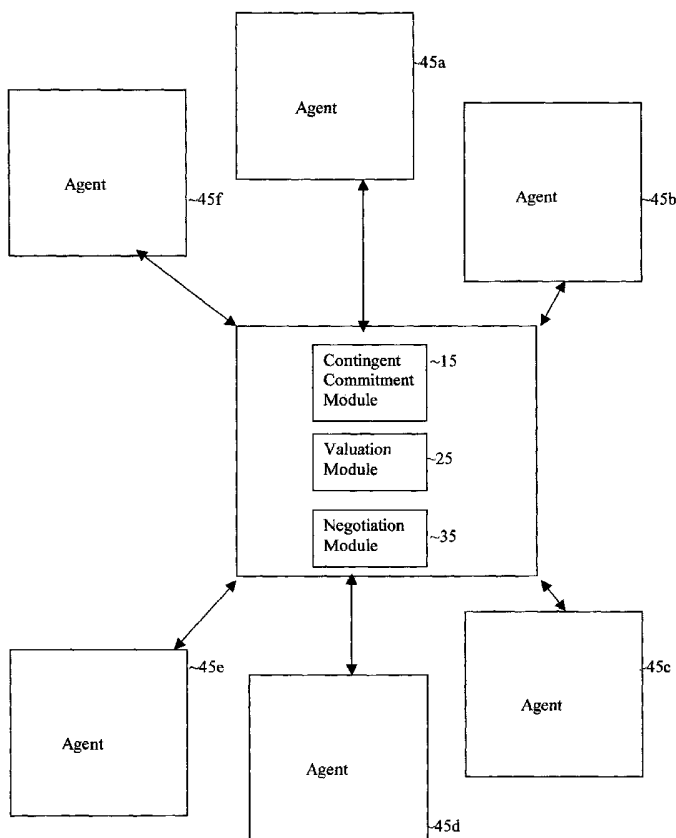 Agent
~45a
Agent
~45f
Agent
~45b
Contingent
Commitment
Module
~15
Valuation
Module
~25
Negotiation
Module
~35
Agent
~45e
Agent
~45d
Agent
45c